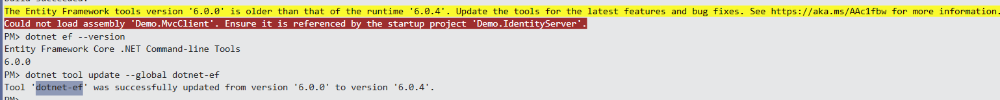 The Entity Framework tools version '6.0.0' is older than that of the runtime '6.0.4'. Update the tools for the latest features and bug fixes. See https://aka.ms/AAc1fbw for more information.
Could not load assembly 'Demo.MvcClient'. Ensure it is referenced by the startup project 'Demo.IdentityServer'.
PM> dotnet ef --version
Entity Framework Core .NET Command-line Tools
6.0.0
PM> dotnet tool update --global dotnet-ef
Tool 'dotnet-ef' was successfully updated from version '6.0.0' to version '6.0.4'.
PM>